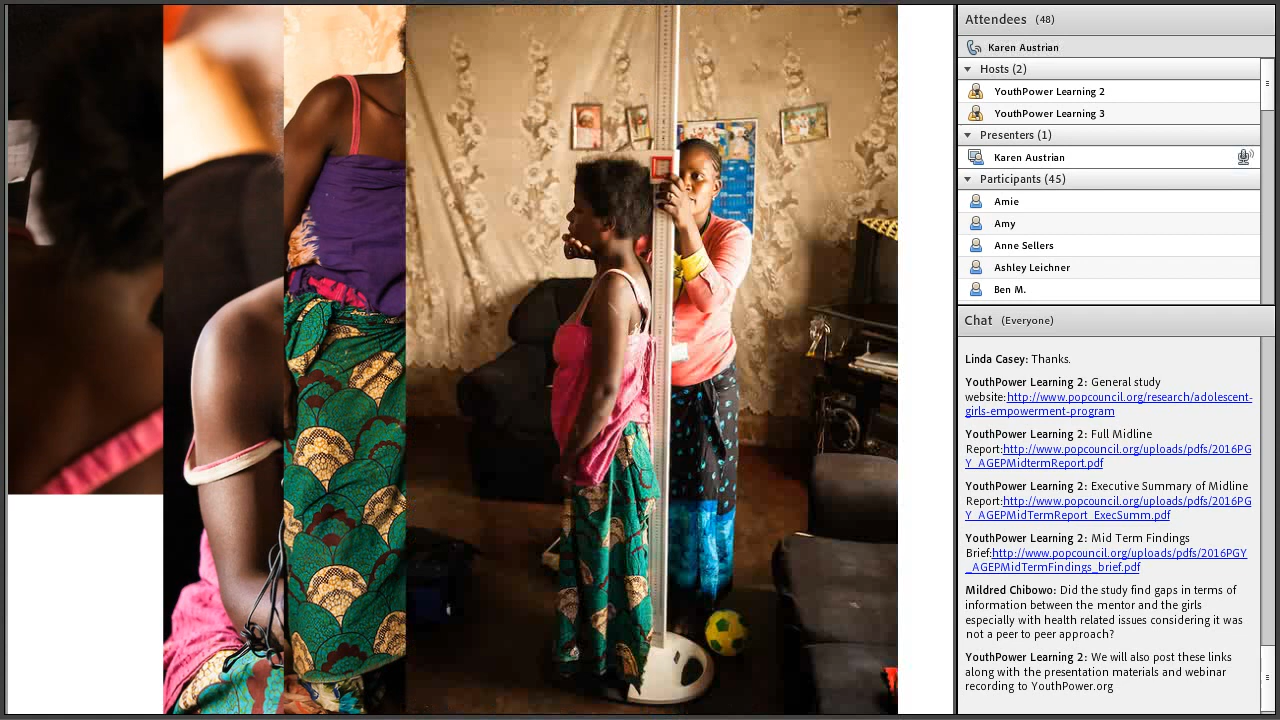 Attendees (48)
Karen Austrian
Hosts (2)
YouthPower Learning 2
YouthPower Learning 3
Presenters (1)
Karen Austrian
Participants (45)
Amie
Amy
Anne Sellers
Ashley Leichner
Ben M.
Chat (Everyone)
Linda Casey: Thanks.
YouthPower Learning 2: General study
website:http://www.popcouncil.org/research/adolescent-
girls-empowerment-program
YouthPower Learning 2: Full Midline
Report:http://www.popcouncil.org/uploads/pdfs/2016PG
Y_AGEPMidtermReport.pdf
YouthPower Learning 2: Executive Summary of Midline
Report:http://www.popcouncil.org/uploads/pdfs/2016PG
Y_AGEPMidTermReport_ExecSumm.pdf
YouthPower Learning 2: Mid Term Findings
Brief:http://www.popcouncil.org/uploads/pdfs/2016PGY
_AGEPMidTermFindings_brief.pdf
Mildred Chibowo: Did the study find gaps in terms of
information between the mentor and the girls
especially with health related issues considering it was
not a peer to peer approach?
YouthPower Learning 2: We will also post these links
along with the presentation materials and webinar
recording to YouthPower.org